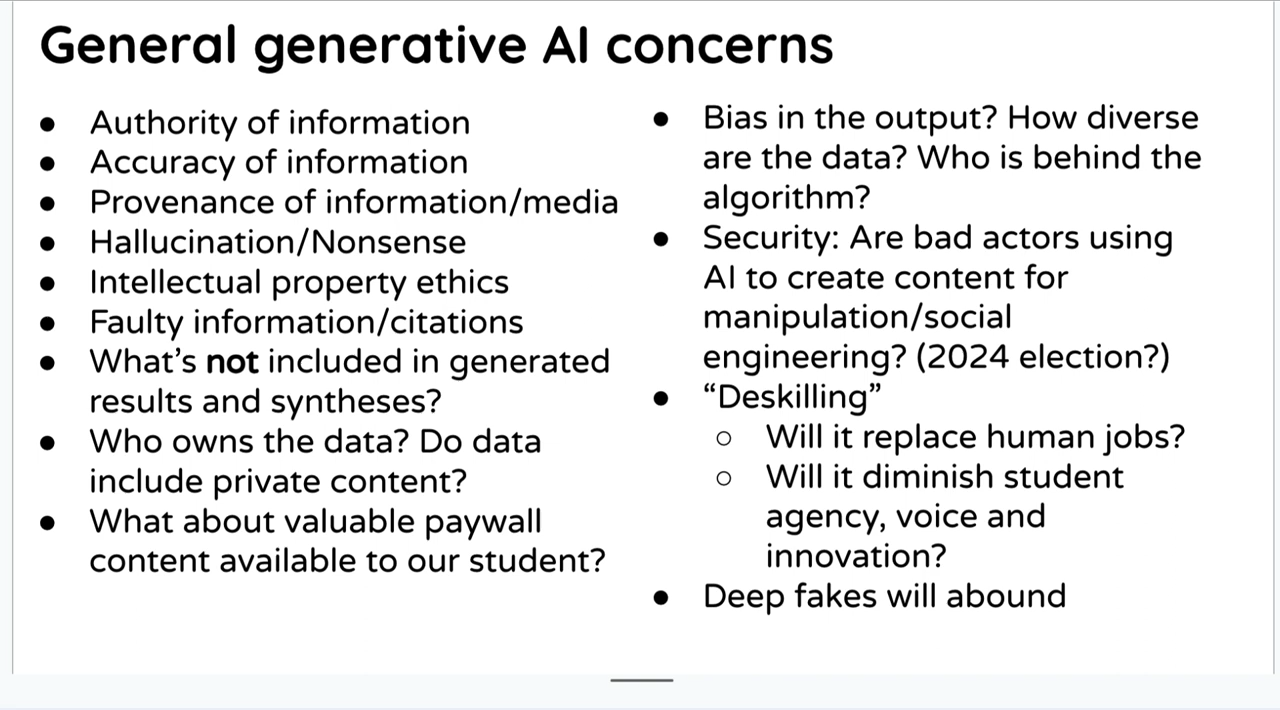 General generative AI concerns
● Authority of information
● Accuracy of information
● Provenance of information/media
● Hallucination/Nonsense
● Intellectual property ethics
● Faulty information/citations
● What’s not included in generated
results and syntheses?
● Who owns the data? Do data
include private content?
● What about valuable paywall
content available to our student?
● Bias in the output? How diverse
are the data? Who is behind the
algorithm?
● Security: Are bad actors using
AI to create content for
manipulation/social
engineering? (2024 election?)
● “Deskilling”
○ Will it replace human jobs?
○ Will it diminish student
agency, voice and
innovation?
● Deep fakes will abound